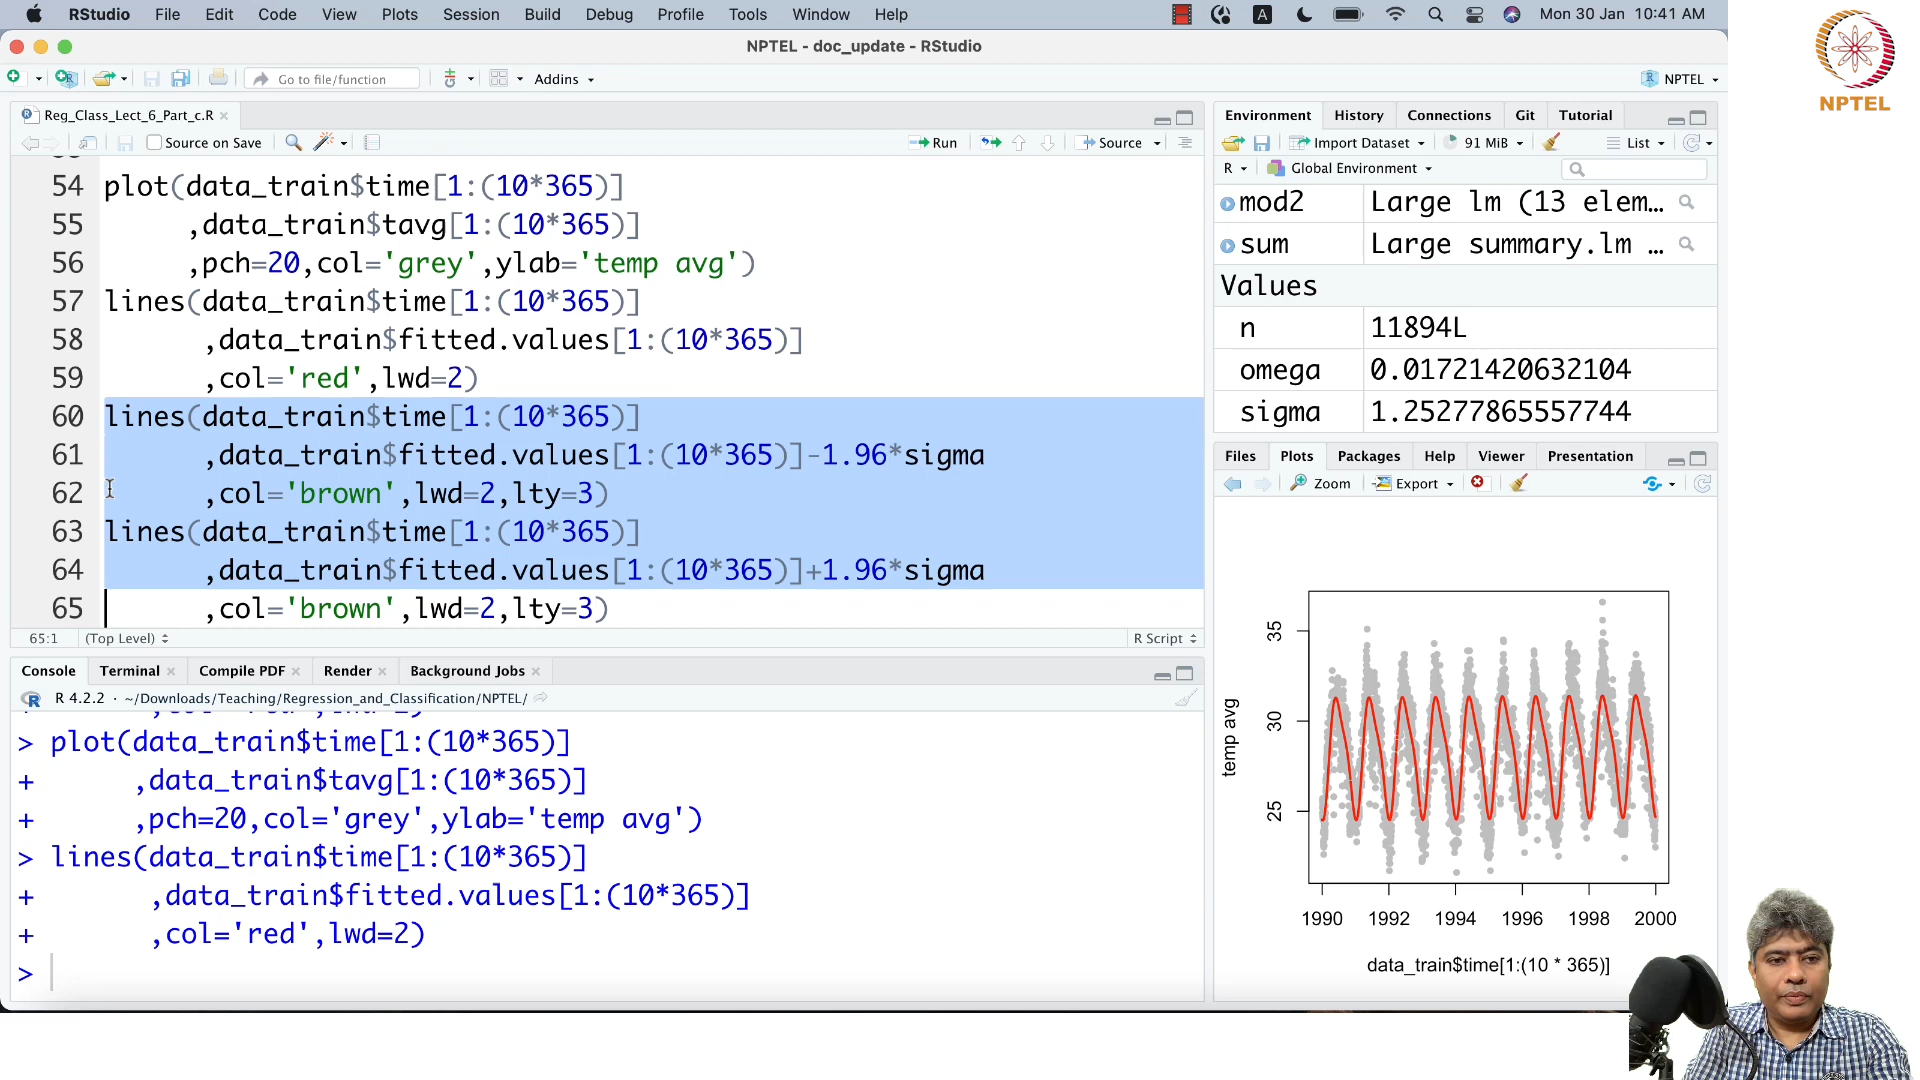 RStudio File Edit Code View Plots Session Build Debug Profile Tools Window Help A Mon 30 Jan 10:41 AM
NPTEL - doc_update - RStudio
Go to file/function Addins NPTEL
Reg_Class_Lect_6_Part_c.R
Source on Save Run Source
54 plot(data_train$time[1:(10*365)]
55 ,data_train$tavg[1:(10*365)]
56 ,pch=20,col='grey',ylab='temp avg')
57 lines(data_train$time[1:(10*365)]
58 ,data_train$fitted.values[1:(10*365)]
59 ,col='red',lwd=2)
60 lines(data_train$time[1:(10*365)]
61 ,data_train$fitted.values[1:(10*365)]-1.96*sigma
62 ,col='brown',lwd=2,lty=3)
63 lines(data_train$time[1:(10*365)]
64 ,data_train$fitted.values[1:(10*365)]+1.96*sigma
65 ,col='brown',lwd=2,lty=3)
65:1 (Top Level) R Script
Console Terminal Compile PDF Render Background Jobs
R 4.2.2 · ~/Downloads/Teaching/Regression_and_Classification/NPTEL/
> plot(data_train$time[1:(10*365)]
+ ,data_train$tavg[1:(10*365)]
+ ,pch=20,col='grey',ylab='temp avg')
> lines(data_train$time[1:(10*365)]
+ ,data_train$fitted.values[1:(10*365)]
+ ,col='red',lwd=2)
>
Environment History Connections Git Tutorial
Import Dataset 91 MiB List
R Global Environment
mod2 Large lm (13 elem…
sum Large summary.lm …
Values
n 11894L
omega 0.01721420632104
sigma 1.25277865557744
Files Plots Packages Help Viewer Presentation
Zoom Export
35
30
25
temp avg
1990 1992 1994 1996 1998 2000
data_train$time[1:(10 * 365)]
NPTEL